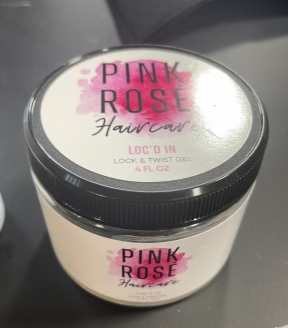 PINK
ROSE
Haircare
LOC'D IN
LOCK & TWIST GEL
4 FL OZ
PINK
ROSE
Haircare